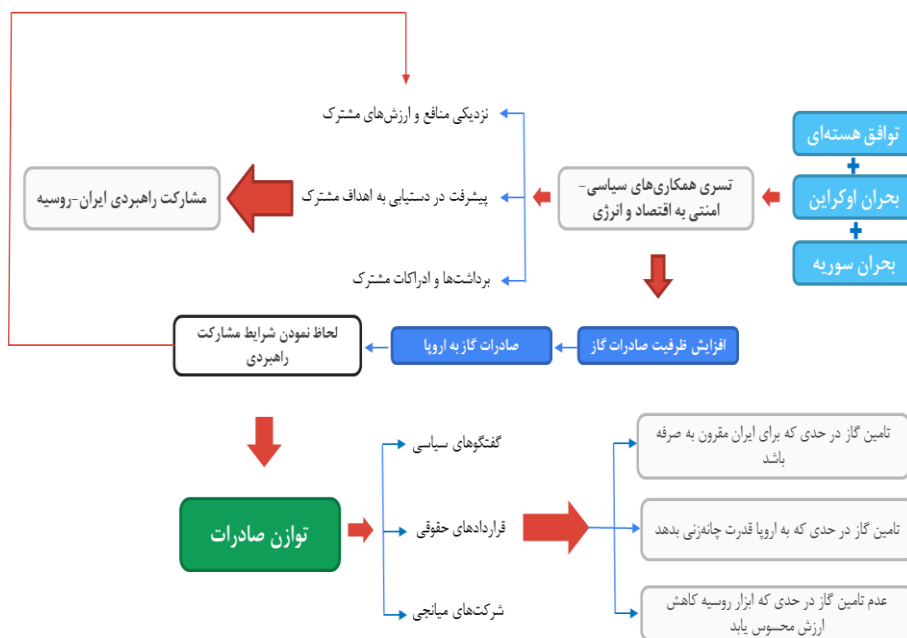 توافق هسته‌ای
+
بحران اوکراین
+
بحران سوریه
تسری همکاری‌های سیاسی-
امنتی به اقتصاد و انرژی
نزدیکی منافع و ارزش‌های مشترک
پیشرفت در دستیابی به اهداف مشترک
برداشت‌ها و ادراکات مشترک
مشارکت راهبردی ایران-روسیه
افزایش ظرفیت صادرات گاز
صادرات گاز به اروپا
لحاظ نمودن شرایط مشارکت
راهبردی
توازن صادرات
گفتگوهای سیاسی
قراردادهای حقوقی
شرکت‌های میانجی
تامین گاز در حدی که برای ایران مقرون به صرفه
باشد
تامین گاز در حدی که به اروپا قدرت چانه‌زنی بدهد
عدم تامین گاز در حدی که ابزار روسیه کاهش
ارزش محسوس یابد